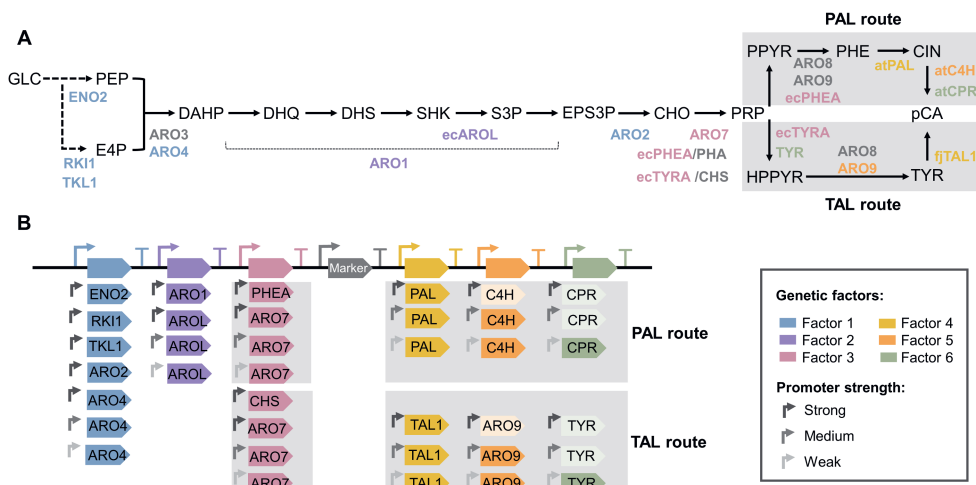 PAL route
A
GLC PEP PPYR PHE CIN
ENO2 ARO8 atPAL atC4H
ARO9 atCPR
ecPHEA
DAHP DHQ DHS SHK S3P EPS3P CHO PRP pCA
ARO3 ecAROL ARO2 ARO7 ecTYRA
E4P ARO4 ARO1 ecPHEA/PHA TYR ARO8 fjTAL1
RKI1 ecTYRA /CHS ARO9
TKL1 HPPYR TYR
TAL route
B
Marker
ENO2 ARO1 PHEA PAL C4H CPR
RKI1 AROL ARO7 PAL C4H CPR
PAL route
TKL1 AROL ARO7 PAL C4H CPR
ARO2 AROL ARO7
ARO4 CHS
ARO4 ARO7 TAL1 ARO9 TYR
TAL route
ARO4 ARO7 TAL1 ARO9 TYR
ARO7 TAL1 ARO9 TYR
Genetic factors:
Factor 1 Factor 4
Factor 2 Factor 5
Factor 3 Factor 6
Promoter strength:
Strong
Medium
Weak